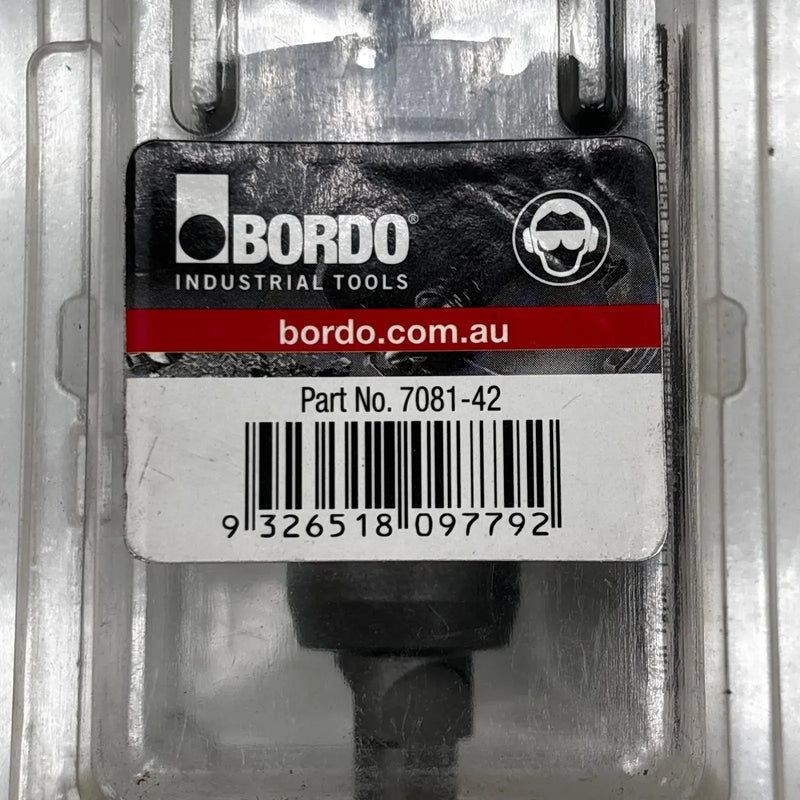 BORDO®
INDUSTRIAL TOOLS
bordo.com.au
Part No. 7081-42
9 326518 097792